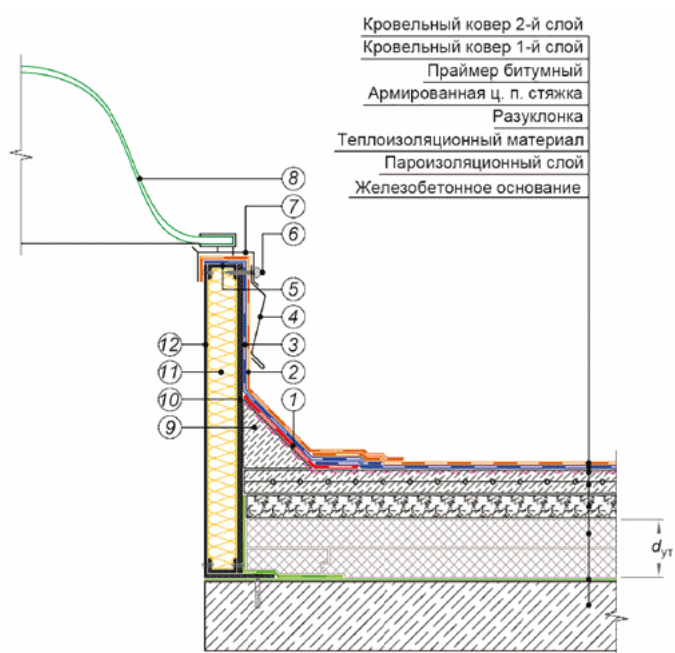 Кровельный ковер 2-й слой
Кровельный ковер 1-й слой
Праймер битумный
Армированная ц. п. стяжка
Разуклонка
Теплоизоляционный материал
Пароизоляционный слой
Железобетонное основание
8
7
6
5
4
12
3
11
2
10
1
9
dут